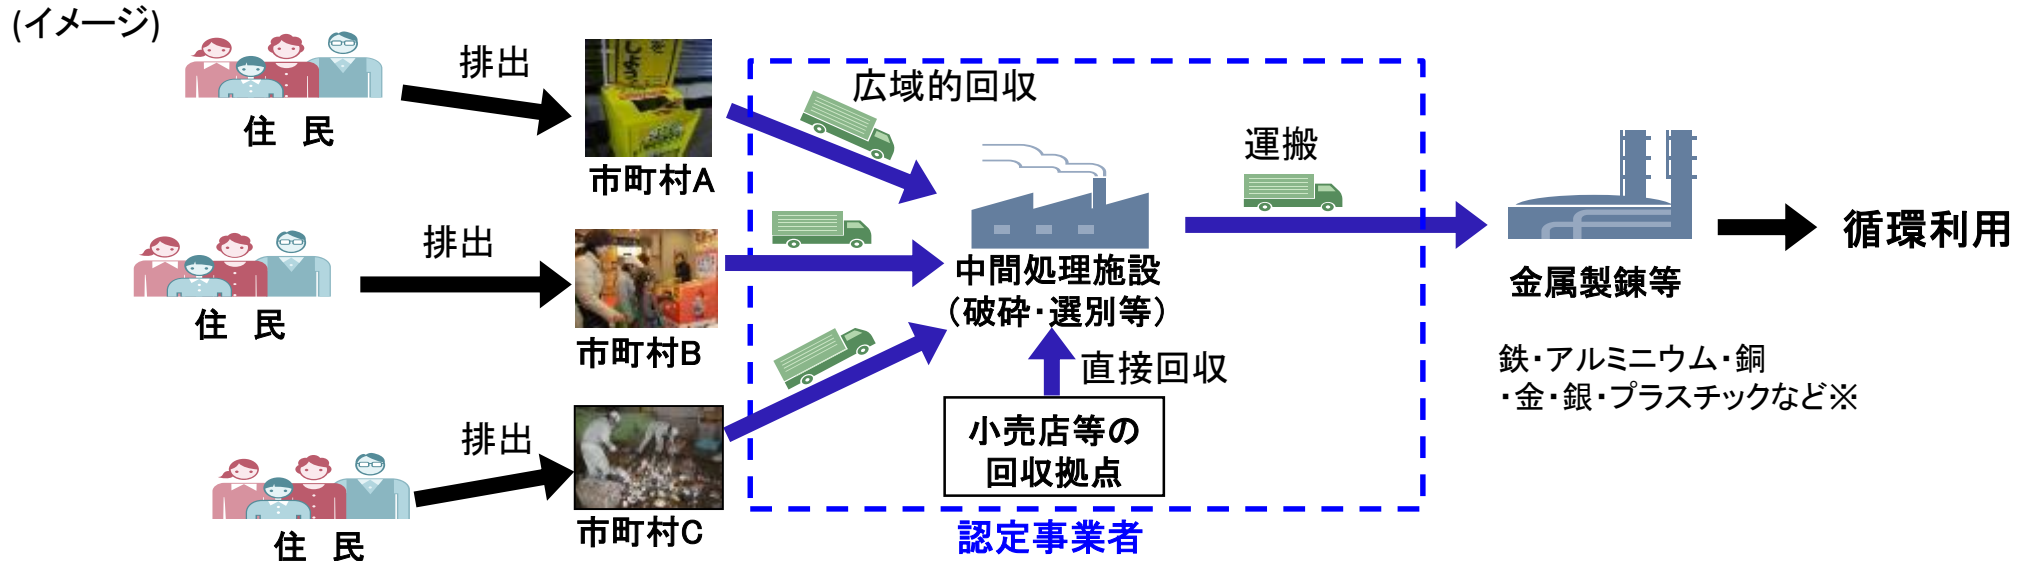 (イメージ)
排出
住　民
市町村A
広域的回収
運搬
排出
住　民
市町村B
中間処理施設
（破砕・選別等）
金属製錬等
循環利用
鉄・アルミニウム・銅
・金・銀・プラスチックなど※
直接回収
小売店等の
回収拠点
排出
住　民
市町村C
認定事業者